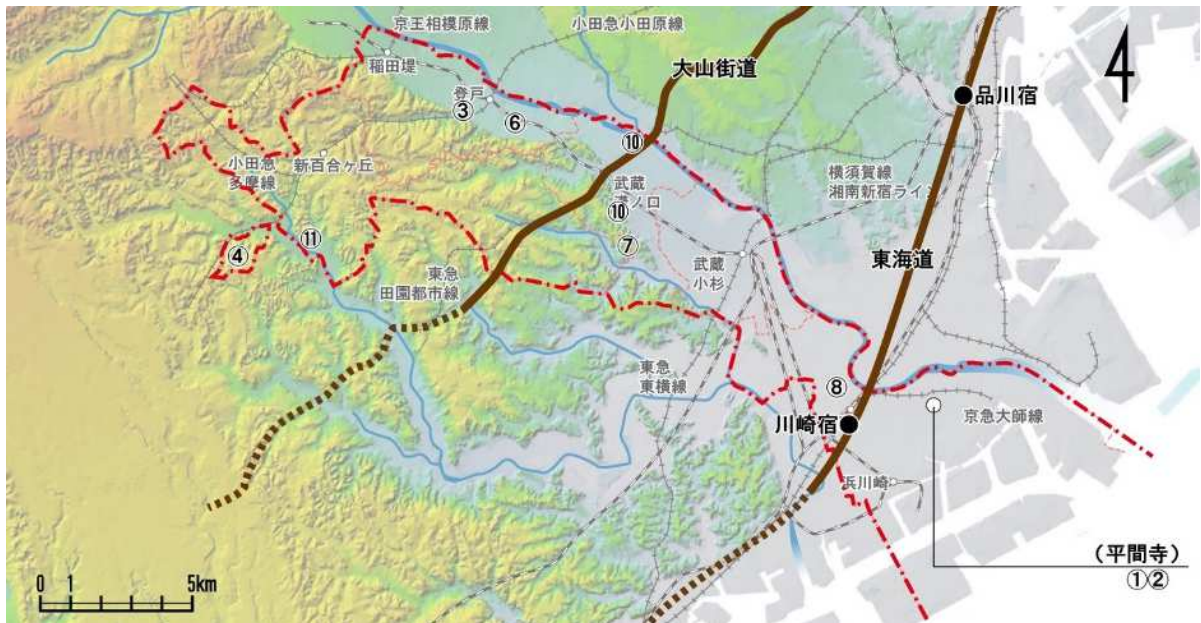 京王相模原線
小田急小田原線
大山街道
4
稲田堤
品川宿
登戸
③
⑥
⑩
小田急
多摩線
新百合ヶ丘
武蔵
溝ノ口
⑩
横須賀線
湘南新宿ライン
④
⑪
⑦
東急
田園都市線
武蔵
小杉
東海道
東急
東横線
⑧
川崎宿
京急大師線
浜川崎
(平間寺)
①②
0 1 5km